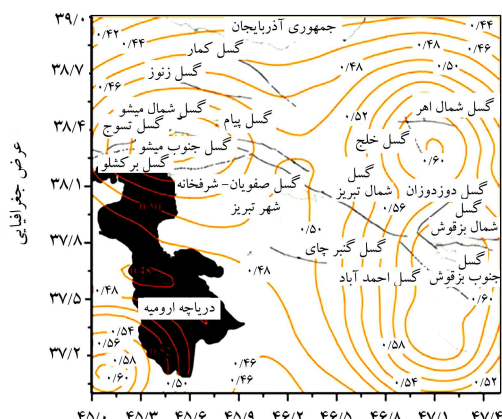 ۳۹/۰
جمهوری آذربایجان
۰/۴۴
۰/۴۲
۰/۴۴
گسل کمار
۰/۴۸
۰/۴۶
۳۸/۷
گسل زنوز
۰/۴۸
۰/۵۰
۰/۴۶
گسل شمال میشو
۰/۵۲
گسل شمال اهر
گسل پیام
۳۸/۴
گسل تسوج
گسل خلج
گسل جنوب میشو
گسل برکشلو
۰/۶۰
عرض جغرافیایی
۳۸/۱
گسل صفویان- شرفخانه
گسل
شمال تبریز
گسل دوزدوزان
شهر تبریز
۰/۵۶
گسل
شمال بزقوش
۰/۵۰
۳۷/۸
گسل گنبر چای
۰/۴۸
گسل
جنوب بزقوش
گسل احمد آباد
۰/۴۸
۰/۶۰
۳۷/۵
دریاچه ارومیه
۰/۵۴
۰/۵۶
۰/۵۸
۳۷/۲
۰/۵۸
۰/۴۶
۰/۶۰
۰/۵۰
۰/۴۶
۰/۵۴
۰/۵۲
۴۵/۰ ۴۵/۳ ۴۵/۶ ۴۵/۹ ۴۶/۲ ۴۶/۵ ۴۶/۸ ۴۷/۱ ۴۷/۴